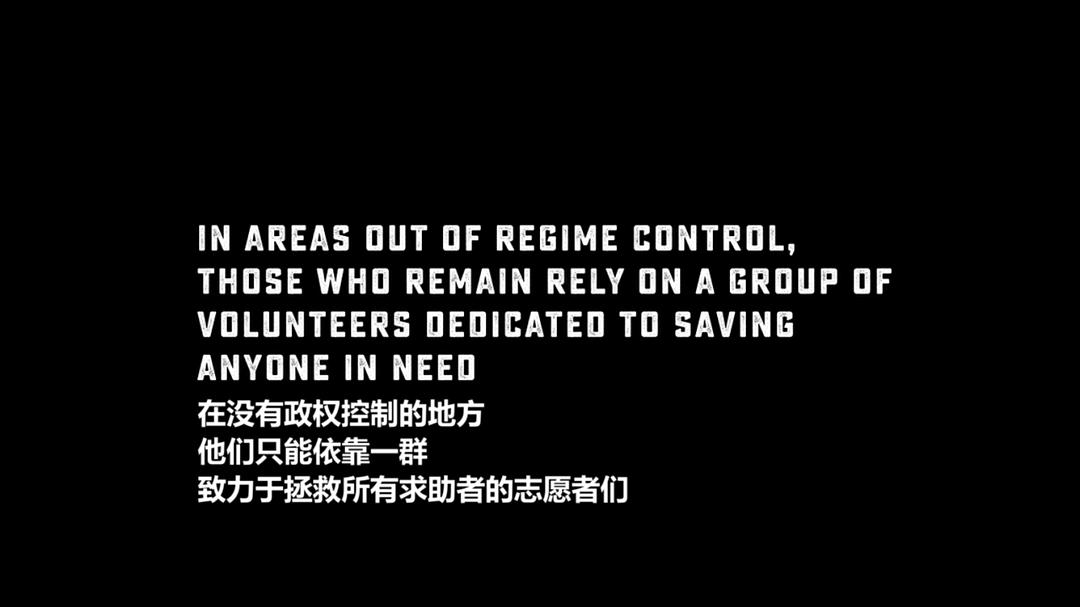 IN AREAS OUT OF REGIME CONTROL,
THOSE WHO REMAIN RELY ON A GROUP OF
VOLUNTEERS DEDICATED TO SAVING
ANYONE IN NEED
在没有政权控制的地方
他们只能依靠一群
致力于拯救所有求助者的志愿者们